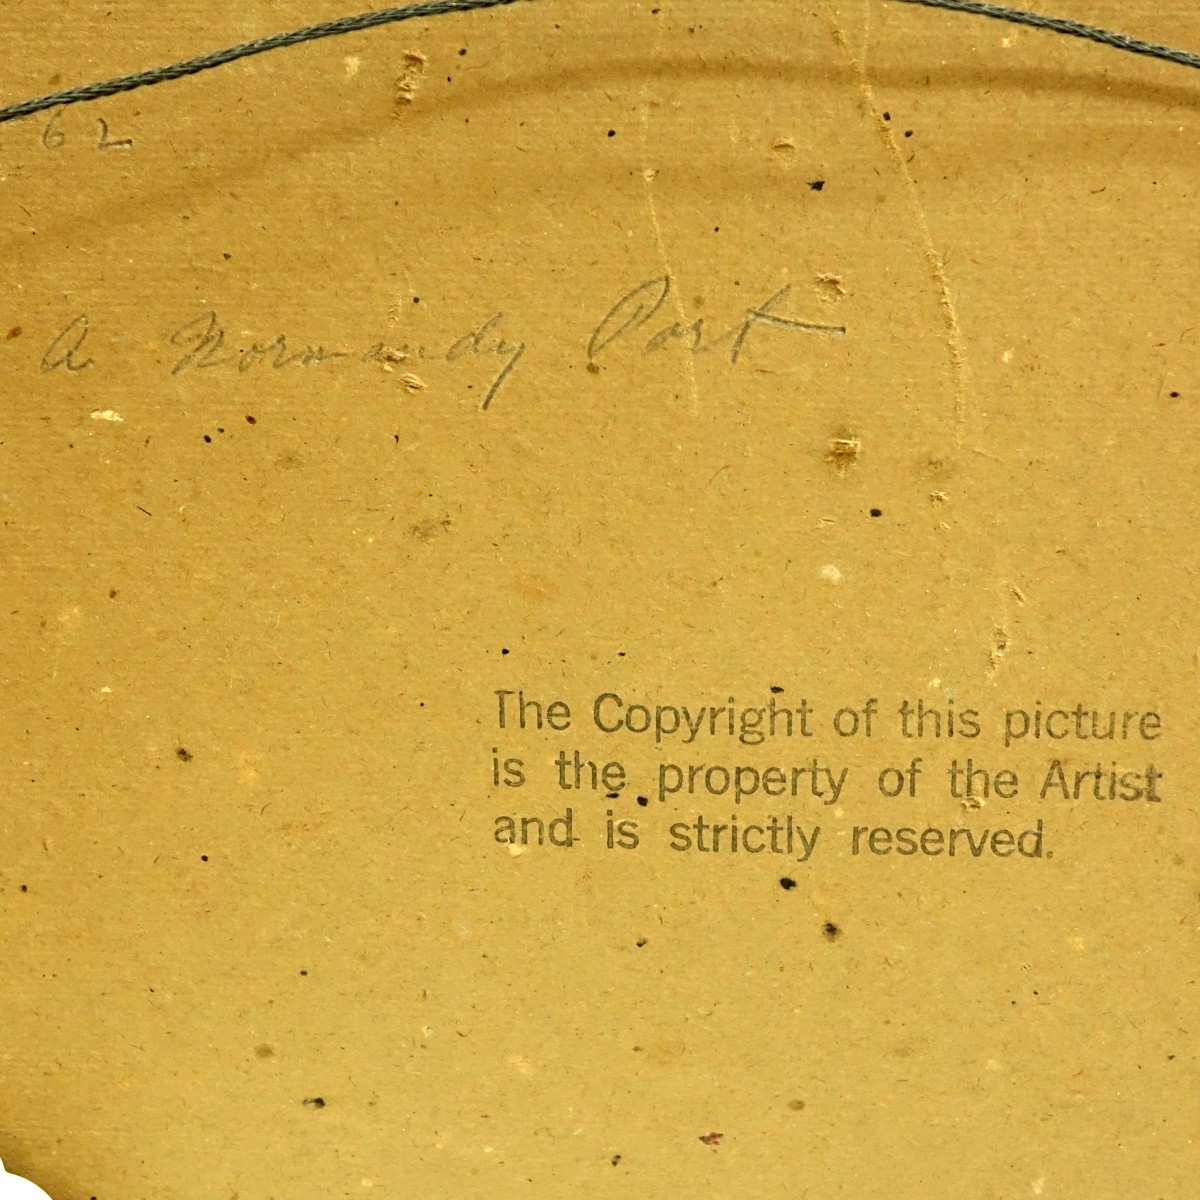 62
A Normandy Port
The Copyright of this picture
is the property of the Artist
and is strictly reserved.